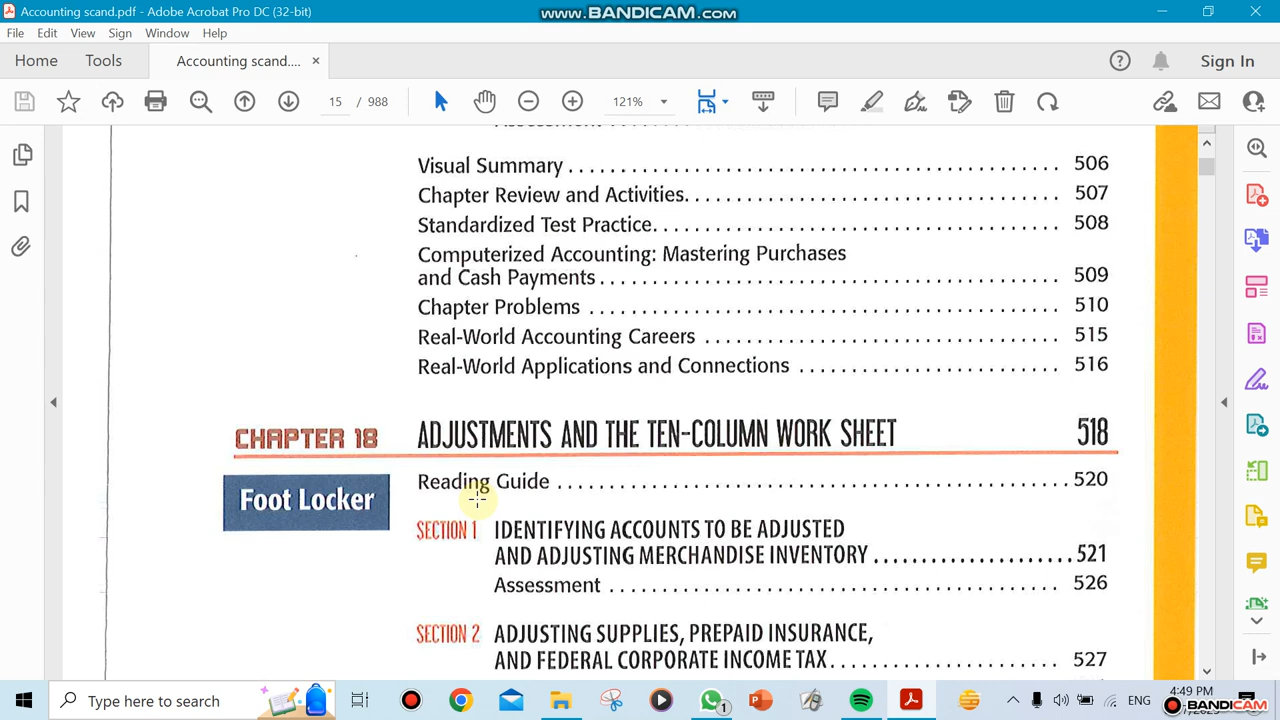 Accounting scand.pdf - Adobe Acrobat Pro DC (32-bit)
www.BANDICAM.com
File Edit View Sign Window Help
Home Tools Accounting scand.... × Sign In
15 / 988 121%
Visual Summary 506
Chapter Review and Activities 507
Standardized Test Practice 508
Computerized Accounting: Mastering Purchases
and Cash Payments 509
Chapter Problems 510
Real-World Accounting Careers 515
Real-World Applications and Connections 516
CHAPTER 18 ADJUSTMENTS AND THE TEN-COLUMN WORK SHEET 518
Foot Locker
Reading Guide 520
SECTION 1 IDENTIFYING ACCOUNTS TO BE ADJUSTED
AND ADJUSTING MERCHANDISE INVENTORY 521
Assessment 526
SECTION 2 ADJUSTING SUPPLIES, PREPAID INSURANCE,
AND FEDERAL CORPORATE INCOME TAX 527
Type here to search
1
ENG
4:49 PM
BANDICAM